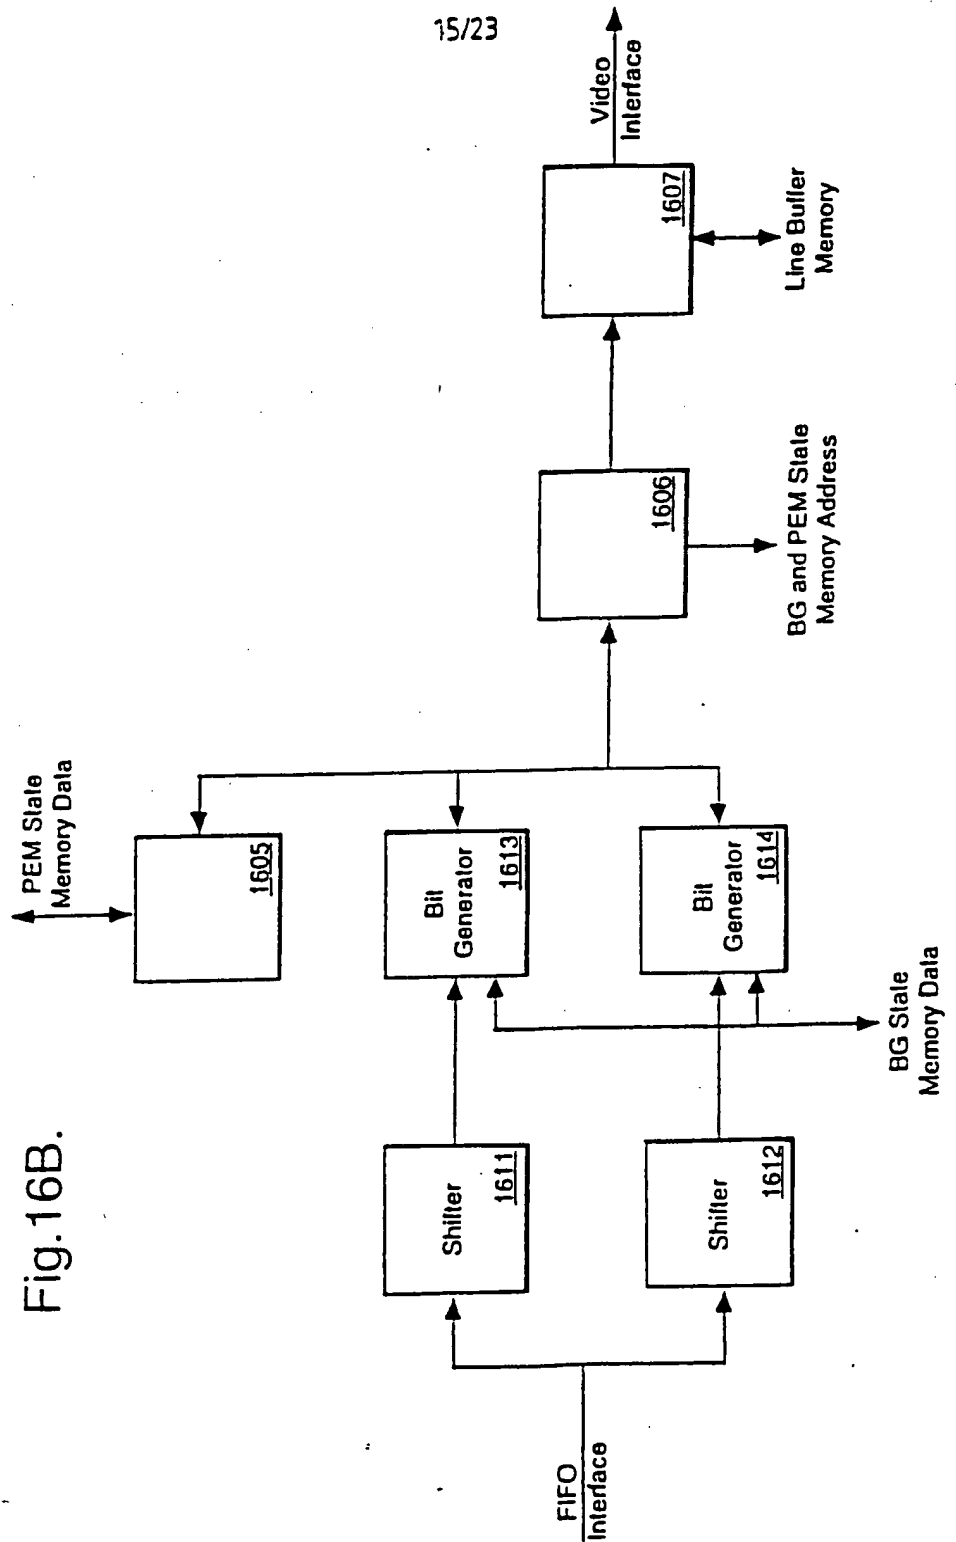 15/23
Fig.16B.
FIFO
Interface
Shifter
1611
Shifter
1612
Bit
Generator
1613
Bit
Generator
1614
BG State
Memory Data
PEM State
Memory Data
1605
1606
BG and PEM State
Memory Address
1607
Line Buffer
Memory
Video
Interface